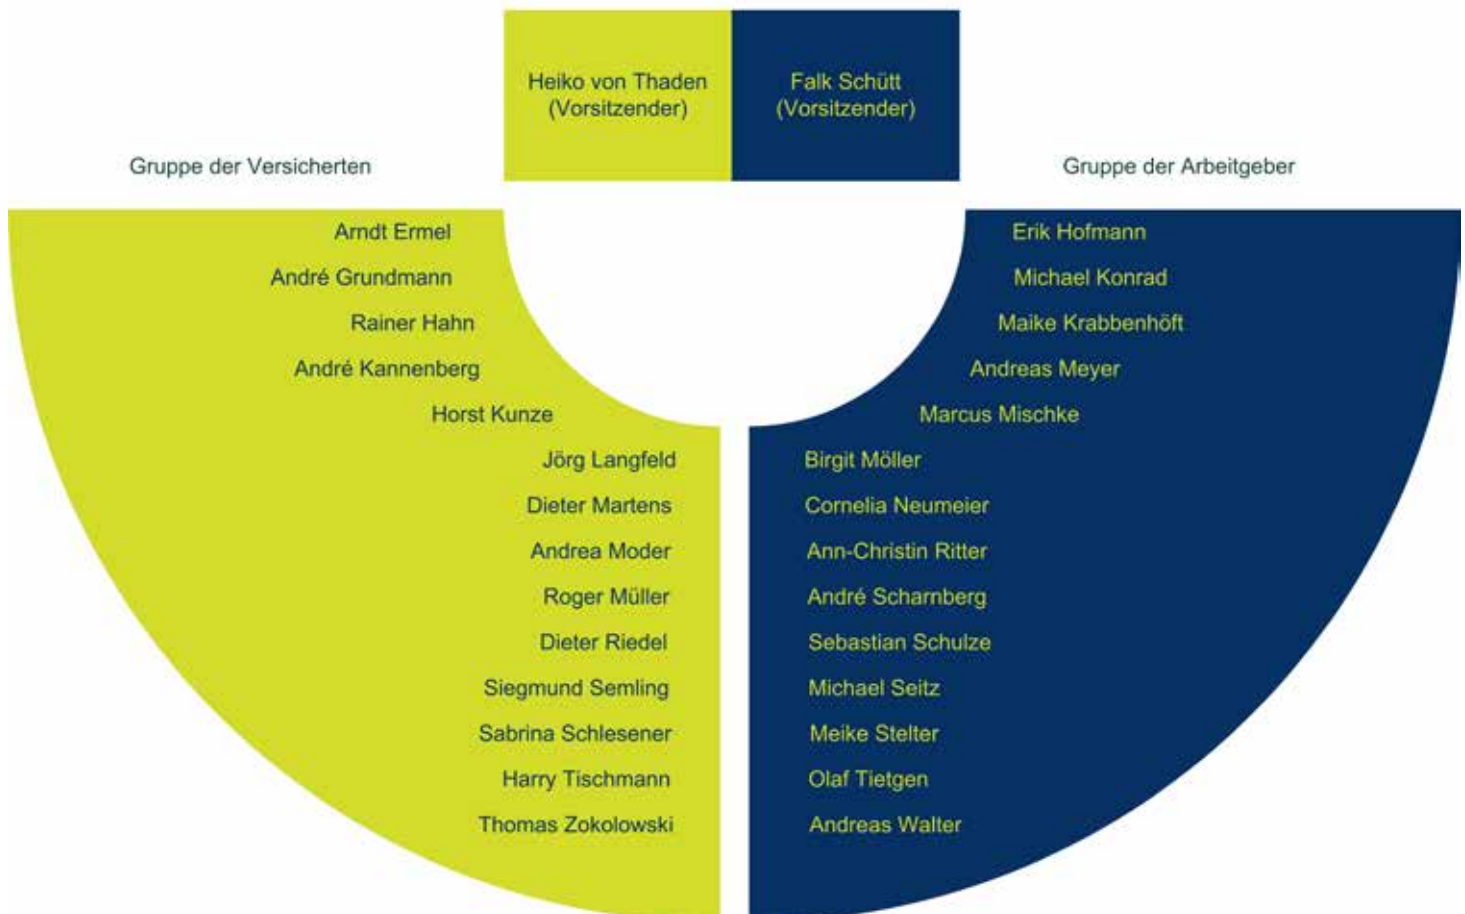 Heiko von Thaden
(Vorsitzender)
Falk Schütt
(Vorsitzender)
Gruppe der Versicherten
Gruppe der Arbeitgeber
Arndt Ermel
André Grundmann
Rainer Hahn
André Kannenberg
Horst Kunze
Jörg Langfeld
Dieter Martens
Andrea Moder
Roger Müller
Dieter Riedel
Siegmund Semling
Sabrina Schlesener
Harry Tischmann
Thomas Zokolowski
Erik Hofmann
Michael Konrad
Maike Krabbenhöft
Andreas Meyer
Marcus Mischke
Birgit Möller
Cornelia Neumeier
Ann-Christin Ritter
André Scharnberg
Sebastian Schulze
Michael Seitz
Meike Stelter
Olaf Tietgen
Andreas Walter